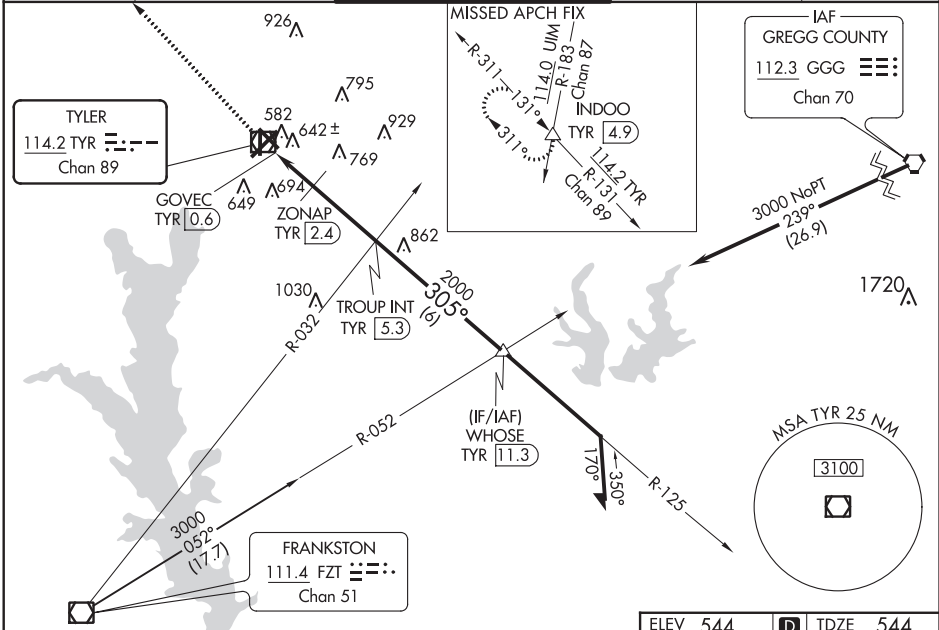 926
795
582
642 ±
929
769
649
694
862
1030
1720
TYLER
114.2 TYR
Chan 89
GOVEC
TYR 0.6
ZONAP
TYR 2.4
TROUP INT
TYR 5.3
2000
305°
(6)
R-032
R-052
(IF/IAF)
WHOSE
TYR 11.3
170°
350°
R-125
3000
052°
(17.7)
FRANKSTON
111.4 FZT
Chan 51
MISSED APCH FIX
R-311
131°
311°
114.0 UIM
R-183
Chan 87
INDOO
TYR 4.9
114.2 TYR
R-131
Chan 89
IAF
GREGG COUNTY
112.3 GGG
Chan 70
3000 NoPT
239°
(26.9)
MSA TYR 25 NM
3100
ELEV 544 D TDZE 544